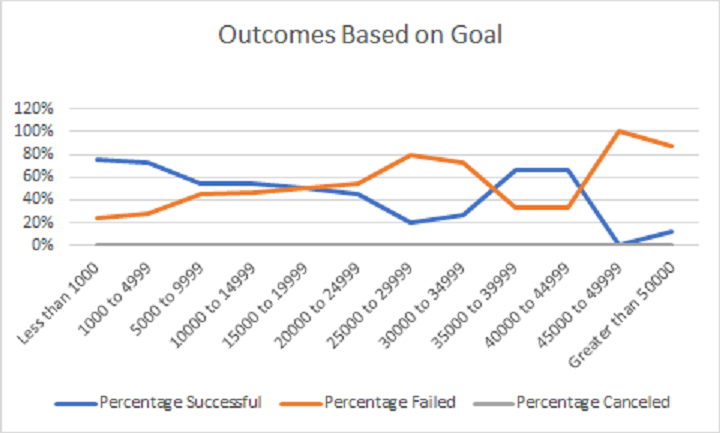 Outcomes Based on Goal
120%
100%
80%
60%
40%
20%
0%
Less than 1000
1000 to 4999
5000 to 9999
10000 to 14999
15000 to 19999
20000 to 24999
25000 to 29999
30000 to 34999
35000 to 39999
40000 to 44999
45000 to 49999
Greater than 50000
Percentage Successful
Percentage Failed
Percentage Canceled